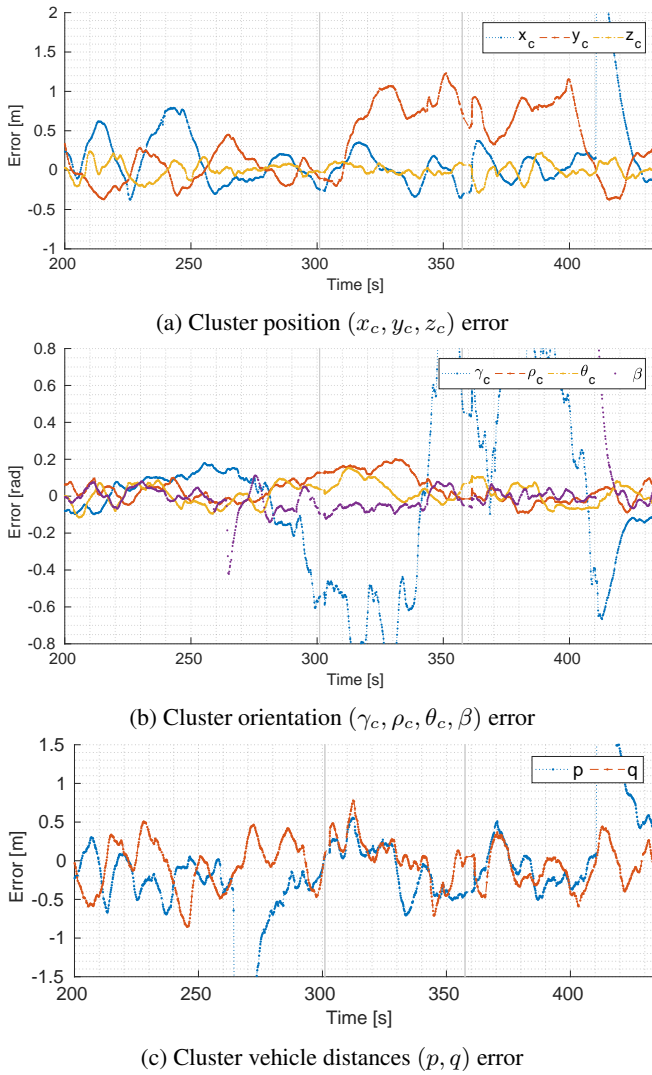 2
1.5
1
0.5
0
-0.5
-1
Error [m]
x_c y_c z_c
200 250 300 350 400
Time [s]
(a) Cluster position (x_c, y_c, z_c) error
0.8
0.6
0.4
0.2
0
-0.2
-0.4
-0.6
-0.8
Error [rad]
γ_c ρ_c θ_c β
200 250 300 350 400
Time [s]
(b) Cluster orientation (γ_c, ρ_c, θ_c, β) error
1.5
1
0.5
0
-0.5
-1
-1.5
Error [m]
p q
200 250 300 350 400
Time [s]
(c) Cluster vehicle distances (p, q) error